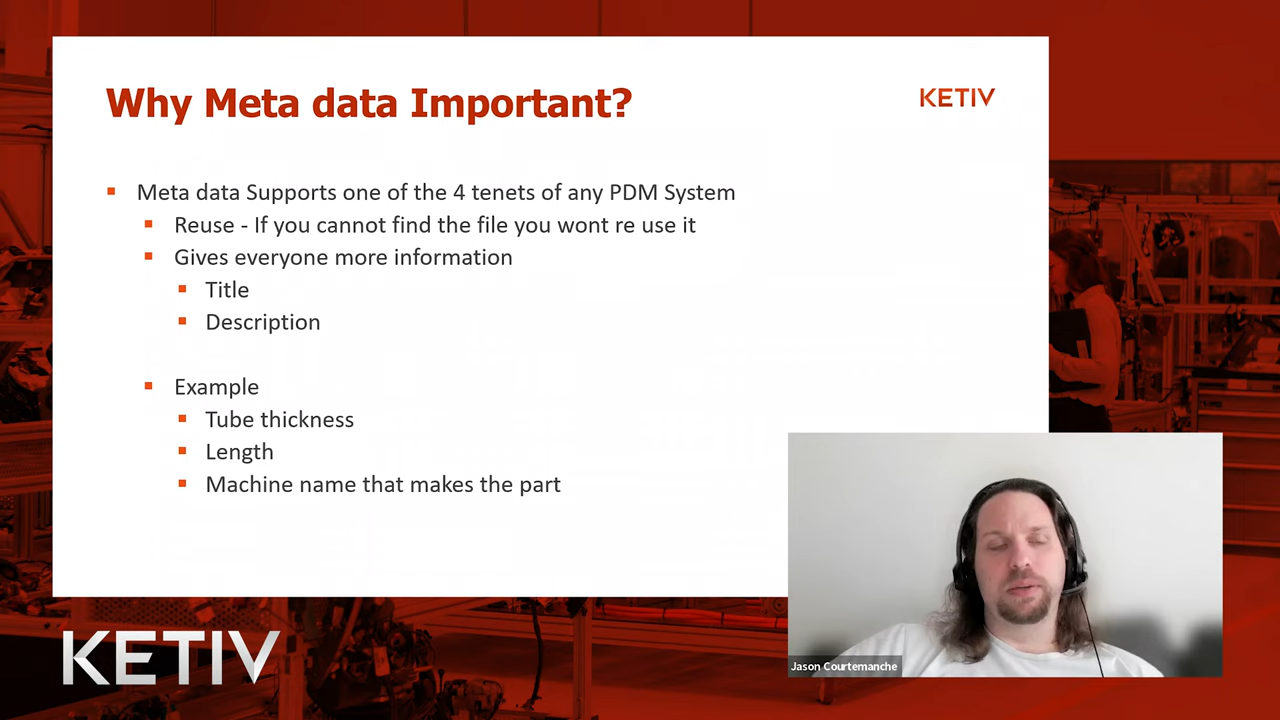 Why Meta data Important?
KETIV
Meta data Supports one of the 4 tenets of any PDM System
Reuse - If you cannot find the file you wont re use it
Gives everyone more information
Title
Description
Example
Tube thickness
Length
Machine name that makes the part
KETIV
Jason Courtemanche